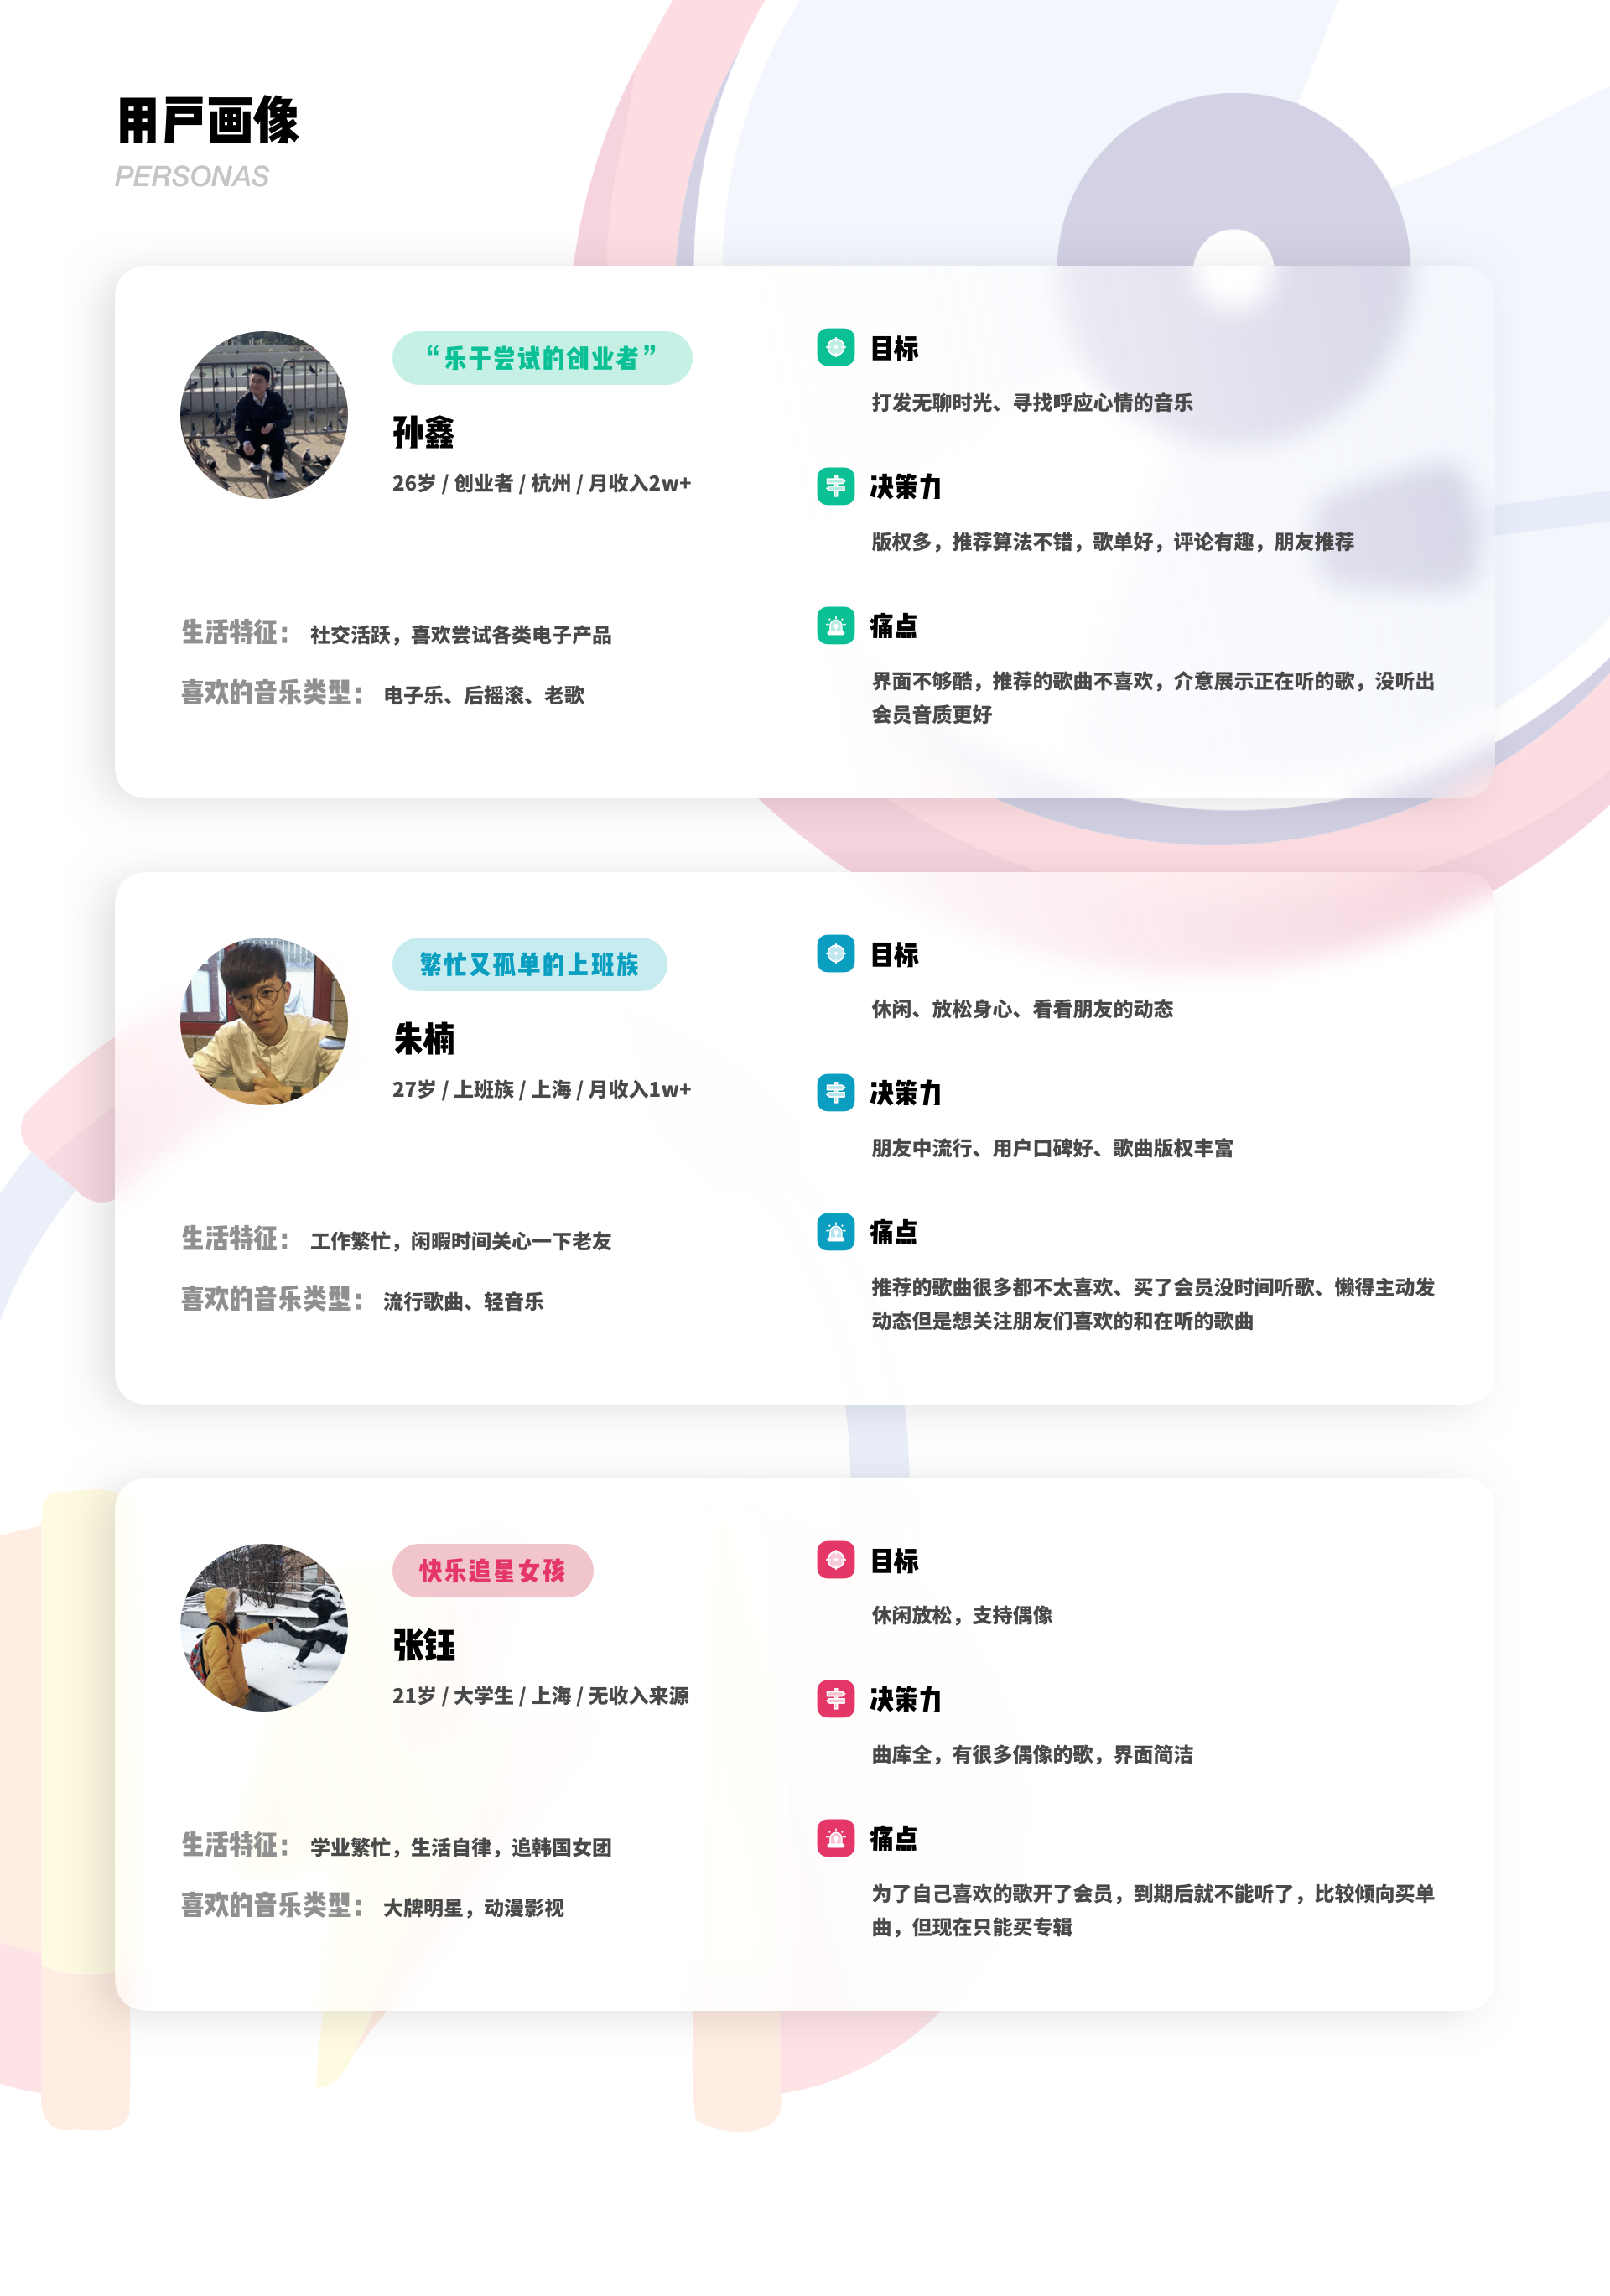 用户画像
PERSONAS
“乐于尝试的创业者”
孙鑫
26岁 / 创业者 / 杭州 / 月收入2w+
生活特征： 社交活跃，喜欢尝试各类电子产品
喜欢的音乐类型： 电子乐、后摇滚、老歌
目标
打发无聊时光、寻找呼应心情的音乐
决策力
版权多，推荐算法不错，歌单好，评论有趣，朋友推荐
痛点
界面不够酷，推荐的歌曲不喜欢，介意展示正在听的歌，没听出
会员音质更好
繁忙又孤单的上班族
朱楠
27岁 / 上班族 / 上海 / 月收入1w+
生活特征： 工作繁忙，闲暇时间关心一下老友
喜欢的音乐类型： 流行歌曲、轻音乐
目标
休闲、放松身心、看看朋友的动态
决策力
朋友中流行、用户口碑好、歌曲版权丰富
痛点
推荐的歌曲很多都不太喜欢、买了会员没时间听歌、懒得主动发
动态但是想关注朋友们喜欢的和在听的歌曲
快乐追星女孩
张钰
21岁 / 大学生 / 上海 / 无收入来源
生活特征： 学业繁忙，生活自律，追韩国女团
喜欢的音乐类型： 大牌明星，动漫影视
目标
休闲放松，支持偶像
决策力
曲库全，有很多偶像的歌，界面简洁
痛点
为了自己喜欢的歌开了会员，到期后就不能听了，比较倾向买单
曲，但现在只能买专辑